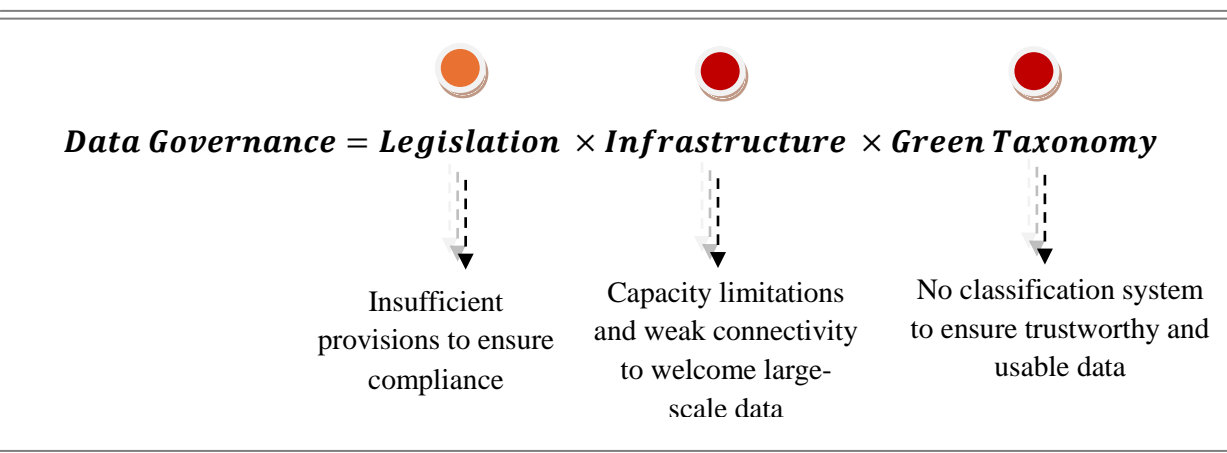 Data Governance = Legislation × Infrastructure × Green Taxonomy
Insufficient
provisions to ensure
compliance
Capacity limitations
and weak connectivity
to welcome large-
scale data
No classification system
to ensure trustworthy and
usable data